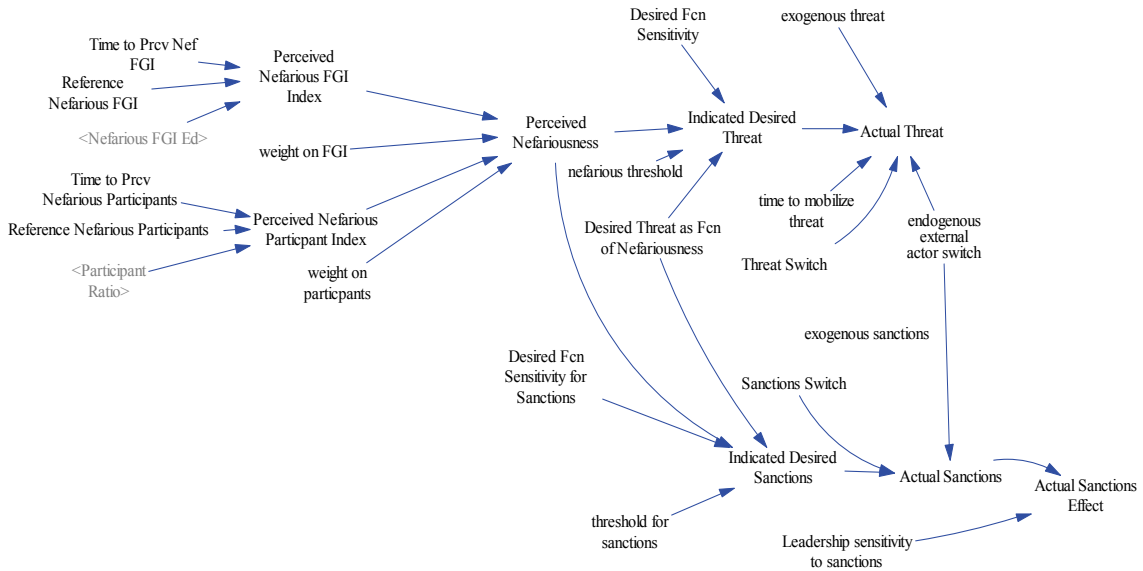 Desired Fcn
Sensitivity
exogenous threat
Time to Prcv Nef
FGI
Perceived
Nefarious FGI
Index
Reference
Nefarious FGI
<Nefarious FGI Ed>
Perceived
Nefariousness
Indicated Desired
Threat
Actual Threat
weight on FGI
nefarious threshold
Time to Prcv
Nefarious Participants
Reference Nefarious Participants
Perceived Nefarious
Particpant Index
<Participant
Ratio>
weight on
particpants
Desired Threat as Fcn
of Nefariousness
time to mobilize
threat
Threat Switch
endogenous
external
actor switch
exogenous sanctions
Desired Fcn
Sensitivity for
Sanctions
Sanctions Switch
Indicated Desired
Sanctions
Actual Sanctions
Actual Sanctions
Effect
threshold for
sanctions
Leadership sensitivity
to sanctions